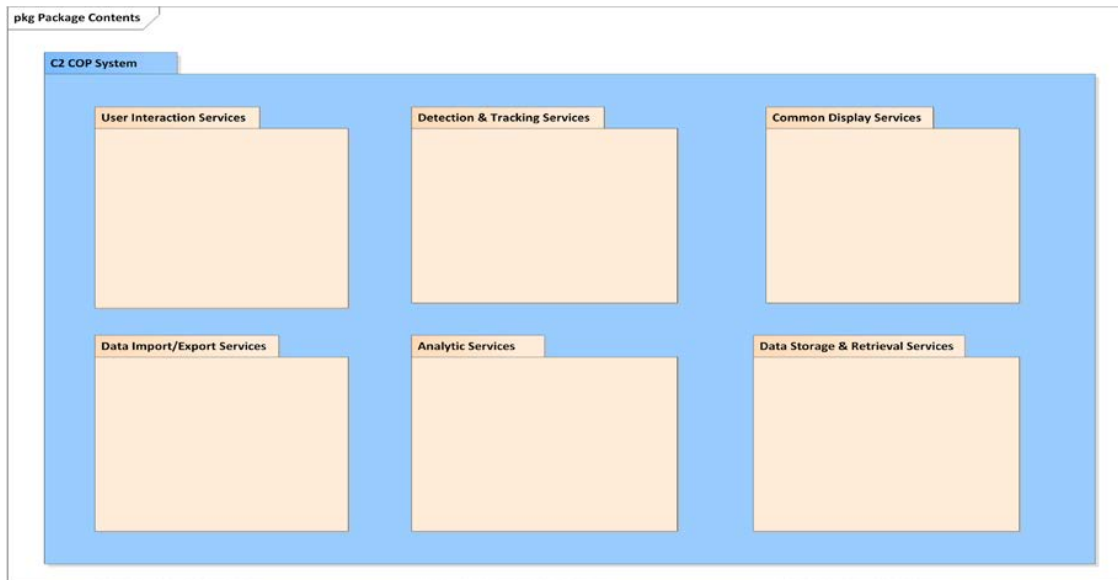 pkg Package Contents
C2 COP System
User Interaction Services
Detection & Tracking Services
Common Display Services
Data Import/Export Services
Analytic Services
Data Storage & Retrieval Services